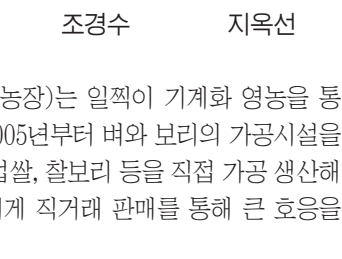 조경수 지옥선
농장)는 일찍이 기계화 영농을 통
005년부터 벼와 보리의 가공시설을
쌀, 찰보리 등을 직접 가공 생산해
게 직거래 판매를 통해 큰 호응을